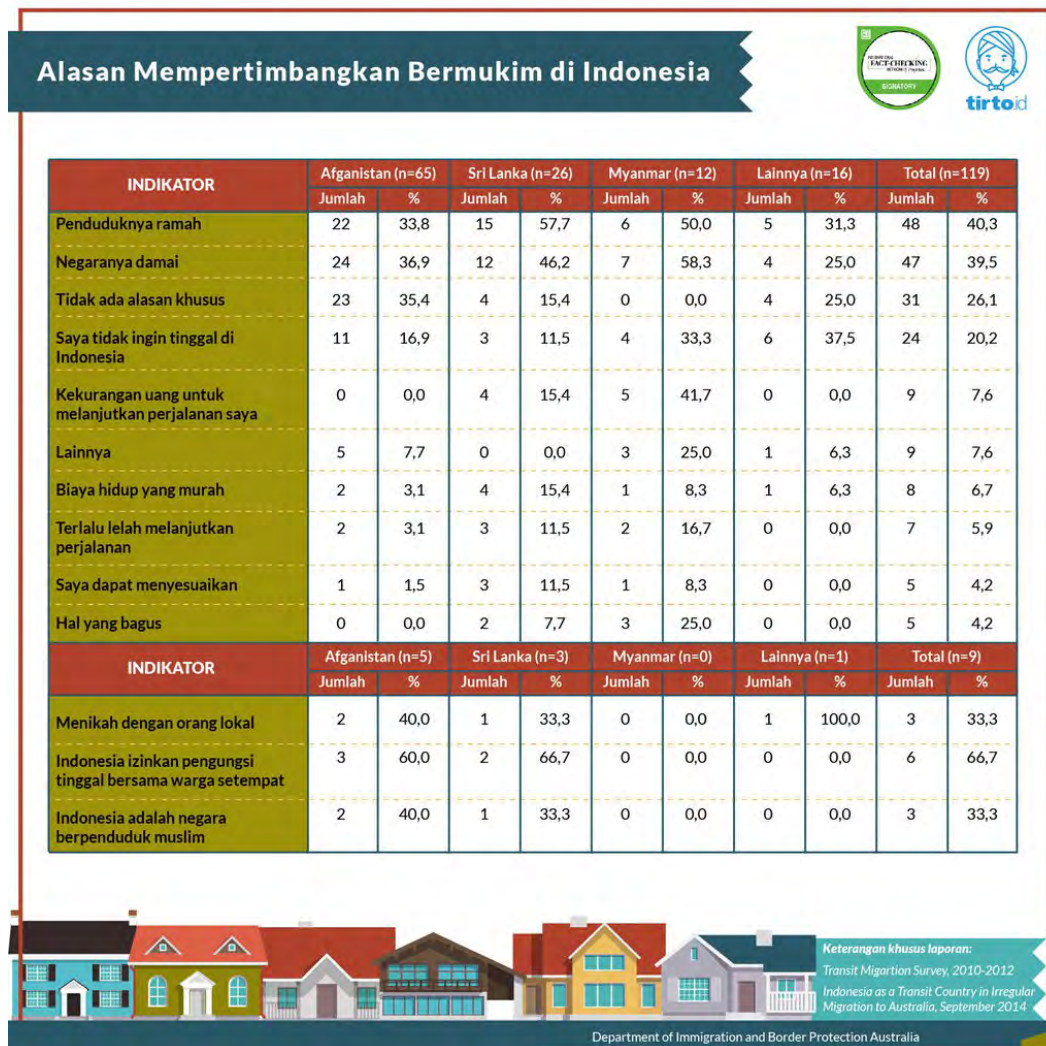 Alasan Mempertimbangkan Bermukim di Indonesia
FACT-CHECKING
SIGNATORY
tirto.id
INDIKATOR Afganistan (n=65) Sri Lanka (n=26) Myanmar (n=12) Lainnya (n=16) Total (n=119)
Jumlah % Jumlah % Jumlah % Jumlah % Jumlah %
Penduduknya ramah 22 33,8 15 57,7 6 50,0 5 31,3 48 40,3
Negaranya damai 24 36,9 12 46,2 7 58,3 4 25,0 47 39,5
Tidak ada alasan khusus 23 35,4 4 15,4 0 0,0 4 25,0 31 26,1
Saya tidak ingin tinggal di 11 16,9 3 11,5 4 33,3 6 37,5 24 20,2
Indonesia
Kekurangan uang untuk 0 0,0 4 15,4 5 41,7 0 0,0 9 7,6
melanjutkan perjalanan saya
Lainnya 5 7,7 0 0,0 3 25,0 1 6,3 9 7,6
Biaya hidup yang murah 2 3,1 4 15,4 1 8,3 1 6,3 8 6,7
Terlalu lelah melanjutkan 2 3,1 3 11,5 2 16,7 0 0,0 7 5,9
perjalanan
Saya dapat menyesuaikan 1 1,5 3 11,5 1 8,3 0 0,0 5 4,2
Hal yang bagus 0 0,0 2 7,7 3 25,0 0 0,0 5 4,2
INDIKATOR Afganistan (n=5) Sri Lanka (n=3) Myanmar (n=0) Lainnya (n=1) Total (n=9)
Jumlah % Jumlah % Jumlah % Jumlah % Jumlah %
Menikah dengan orang lokal 2 40,0 1 33,3 0 0,0 1 100,0 3 33,3
Indonesia izinkan pengungsi 3 60,0 2 66,7 0 0,0 0 0,0 6 66,7
tinggal bersama warga setempat
Indonesia adalah negara 2 40,0 1 33,3 0 0,0 0 0,0 3 33,3
berpenduduk muslim
Keterangan khusus laporan:
Transit Migartion Survey, 2010-2012
Indonesia as a Transit Country in Irregular
Migration to Australia, September 2014
Department of Immigration and Border Protection Australia